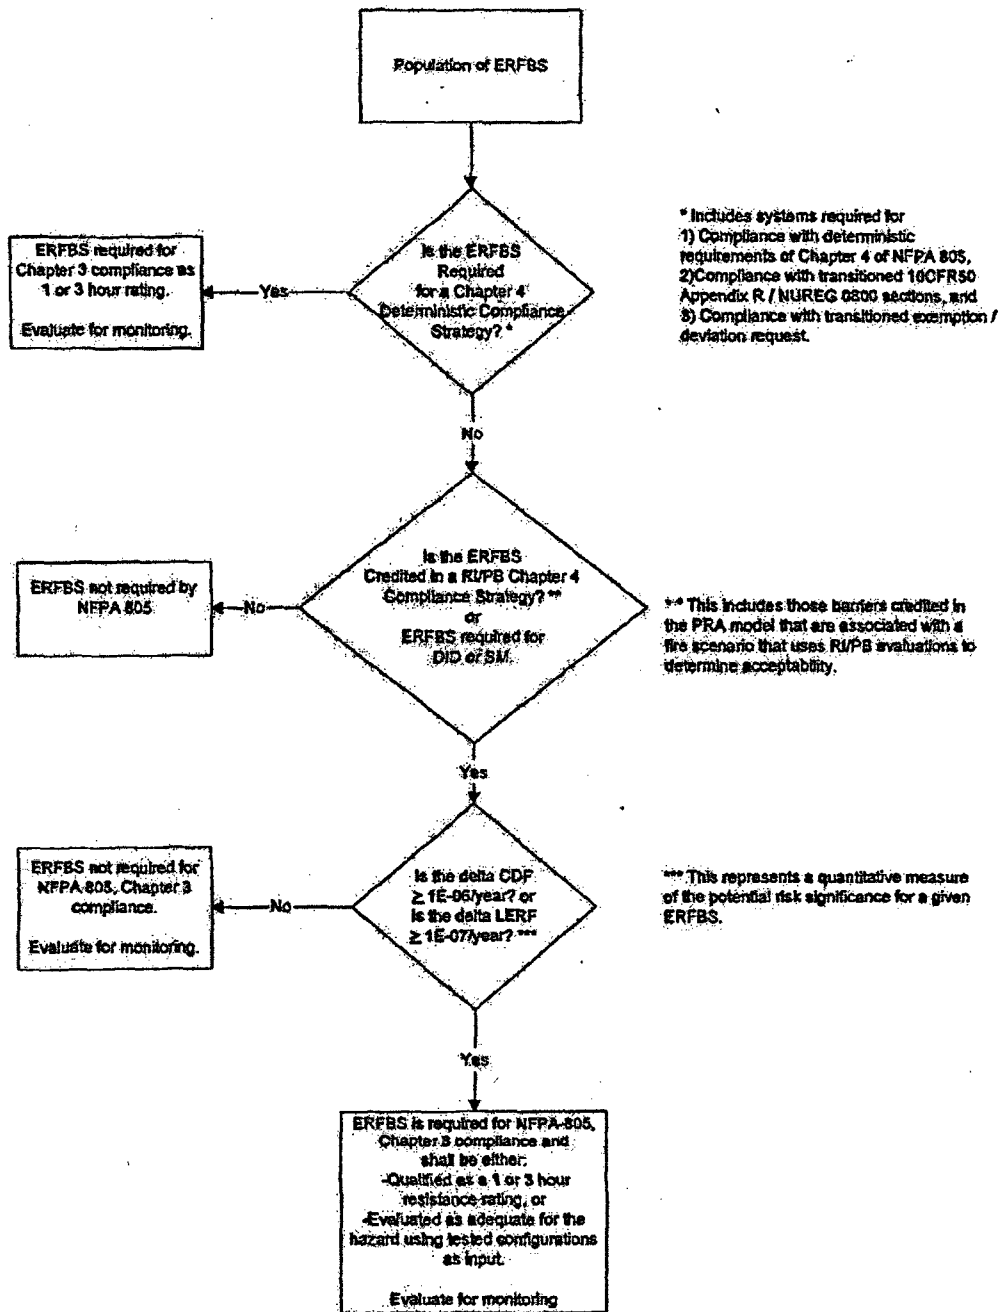 Population of ERFBS
Is the ERFBS
Required
for a Chapter 4
Deterministic Compliance
Strategy? *
Yes
ERFBS required for
Chapter 3 compliance as
1 or 3 hour rating.
Evaluate for monitoring.
* Includes systems required for
1) Compliance with deterministic
requirements of Chapter 4 of NFPA 805,
2)Compliance with transitioned 10CFR50
Appendix R / NUREG 0800 sections, and
3) Compliance with transitioned exemption /
deviation request.
No
Is the ERFBS
Credited in a RI/PB Chapter 4
Compliance Strategy? **
or
ERFBS required for
DID or SM.
No
ERFBS not required by
NFPA 805
** This includes those barriers credited in
the PRA model that are associated with a
fire scenario that uses RI/PB evaluations to
determine acceptability.
Yes
Is the delta CDF
≥ 1E-06/year? or
Is the delta LERF
≥ 1E-07/year? ***
No
ERFBS not required for
NFPA-805, Chapter 3
compliance.
Evaluate for monitoring.
*** This represents a quantitative measure
of the potential risk significance for a given
ERFBS.
Yes
ERFBS is required for NFPA-805,
Chapter 3 compliance and
shall be either:
-Qualified as a 1 or 3 hour
resistance rating, or
-Evaluated as adequate for the
hazard using tested configurations
as input.
Evaluate for monitoring